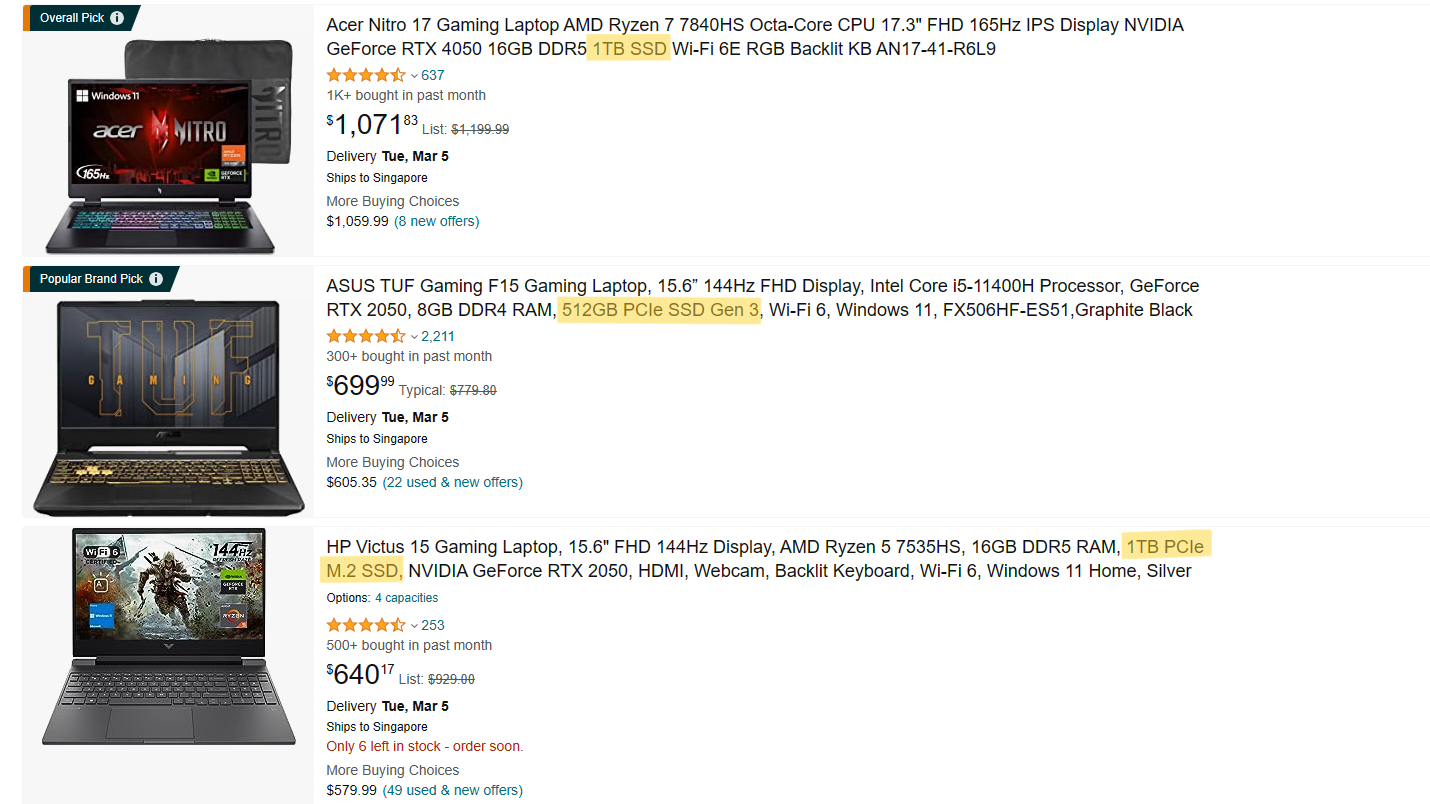 Overall Pick
Acer Nitro 17 Gaming Laptop AMD Ryzen 7 7840HS Octa-Core CPU 17.3" FHD 165Hz IPS Display NVIDIA
GeForce RTX 4050 16GB DDR5 1TB SSD Wi-Fi 6E RGB Backlit KB AN17-41-R6L9
637
1K+ bought in past month
$1,071.83 List: $1,199.99
Delivery Tue, Mar 5
Ships to Singapore
More Buying Choices
$1,059.99 (8 new offers)
Windows 11
acer NITRO
RYZEN
165Hz
GEFORCE
RTX
NITRO
Popular Brand Pick
ASUS TUF Gaming F15 Gaming Laptop, 15.6” 144Hz FHD Display, Intel Core i5-11400H Processor, GeForce
RTX 2050, 8GB DDR4 RAM, 512GB PCIe SSD Gen 3, Wi-Fi 6, Windows 11, FX506HF-ES51,Graphite Black
2,211
300+ bought in past month
$699.99 Typical: $779.80
Delivery Tue, Mar 5
Ships to Singapore
More Buying Choices
$605.35 (22 used & new offers)
TUF
GAMING
HP Victus 15 Gaming Laptop, 15.6" FHD 144Hz Display, AMD Ryzen 5 7535HS, 16GB DDR5 RAM, 1TB PCIe
M.2 SSD, NVIDIA GeForce RTX 2050, HDMI, Webcam, Backlit Keyboard, Wi-Fi 6, Windows 11 Home, Silver
Options: 4 capacities
253
500+ bought in past month
$640.17 List: $929.00
Delivery Tue, Mar 5
Ships to Singapore
Only 6 left in stock - order soon.
More Buying Choices
$579.99 (49 used & new offers)
Wi Fi 6
CERTIFIED
144Hz
REFRESH RATE
GEFORCE
RTX
RYZEN